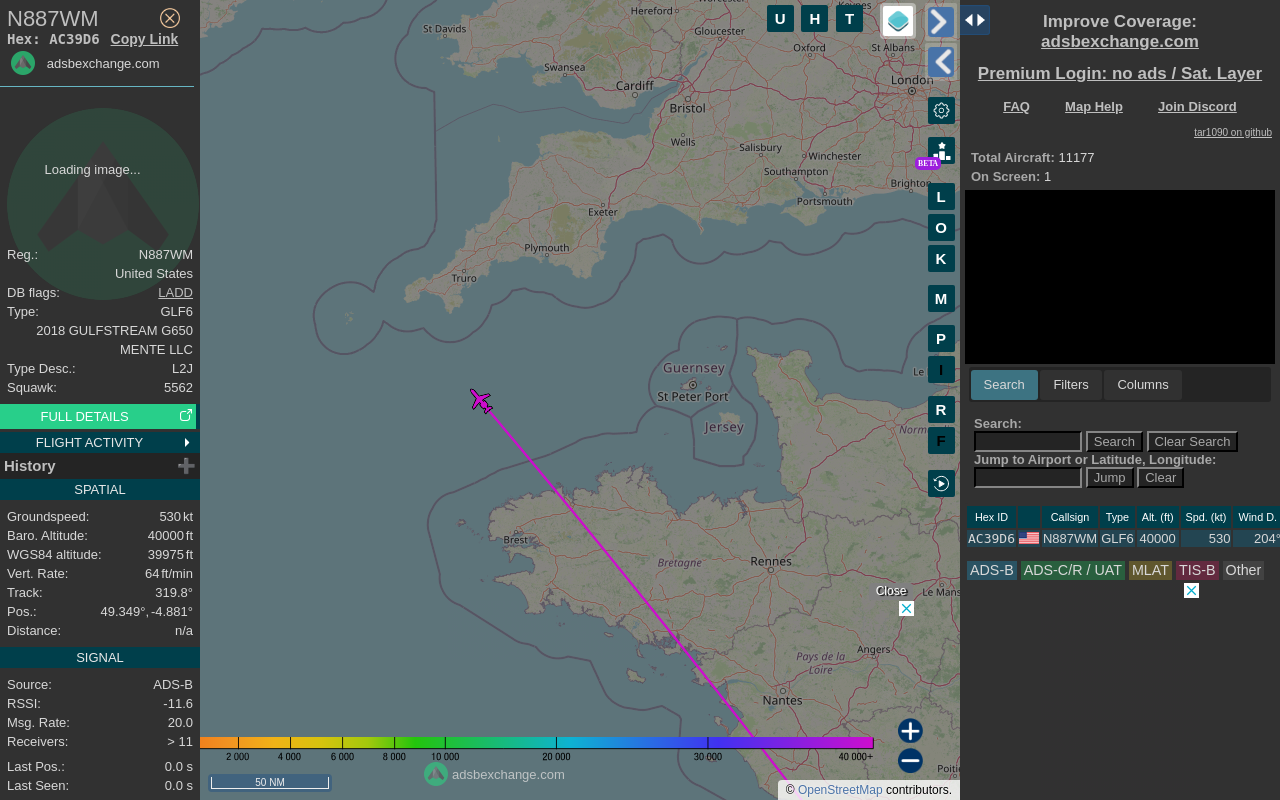 N887WM
Hex: AC39D6 Copy Link
adsbexchange.com
Loading image...
Reg.: N887WM
United States
DB flags: LADD
Type: GLF6
2018 GULFSTREAM G650
MENTE LLC
Type Desc.: L2J
Squawk: 5562
FULL DETAILS
FLIGHT ACTIVITY
History
SPATIAL
Groundspeed: 530 kt
Baro. Altitude: 40000 ft
WGS84 altitude: 39975 ft
Vert. Rate: 64 ft/min
Track: 319.8°
Pos.: 49.349°, -4.881°
Distance: n/a
SIGNAL
Source: ADS-B
RSSI: -11.6
Msg. Rate: 20.0
Receivers: > 11
Last Pos.: 0.0 s
Last Seen: 0.0 s
Hereford
Gloucester
St Davids
Oxford
St Albans
Swansea
Cardiff
London
Bristol
Wells
Salisbury
Winchester
Southampton
Brighton
Portsmouth
Exeter
Plymouth
Truro
Guernsey
St Peter Port
Jersey
Brest
Bretagne
Rennes
Le Mans
Angers
Pays de la
Loire
Nantes
U H T
BETA
L
O
K
M
P
I
R
F
Close
2 000 4 000 6 000 8 000 10 000 20 000 30 000 40 000+
50 NM
adsbexchange.com
© OpenStreetMap contributors.
Improve Coverage:
adsbexchange.com
Premium Login: no ads / Sat. Layer
FAQ Map Help Join Discord
tar1090 on github
Total Aircraft: 11177
On Screen: 1
Search Filters Columns
Search:
Search Clear Search
Jump to Airport or Latitude, Longitude:
Jump Clear
Hex ID Callsign Type Alt. (ft) Spd. (kt) Wind D.
AC39D6 N887WM GLF6 40000 530 204°
ADS-B ADS-C/R / UAT MLAT TIS-B Other